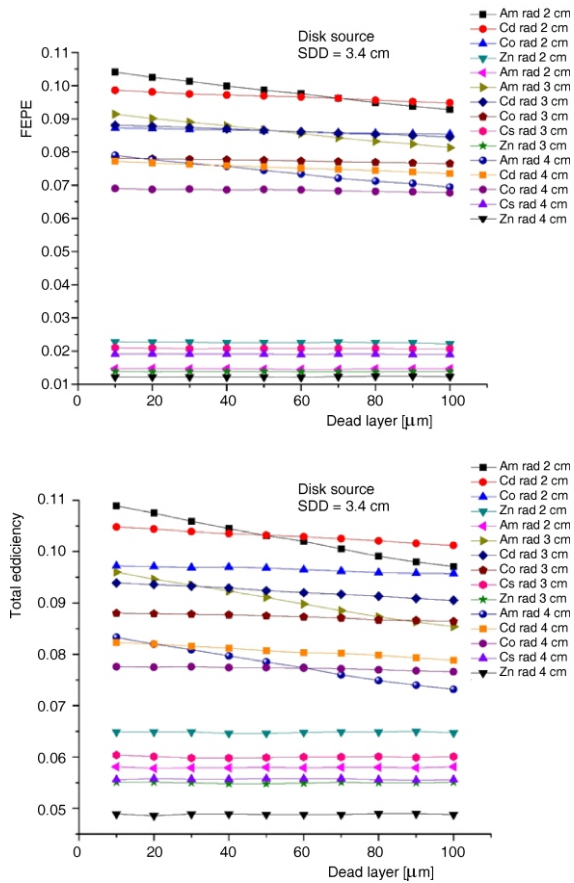 Disk source
SDD = 3.4 cm
FEPE
0.11
0.10
0.09
0.08
0.07
0.06
0.05
0.04
0.03
0.02
0.01
0
20
40
60
80
100
Dead layer [μm]
Am rad 2 cm
Cd rad 2 cm
Co rad 2 cm
Zn rad 2 cm
Am rad 2 cm
Am rad 3 cm
Cd rad 3 cm
Co rad 3 cm
Cs rad 3 cm
Zn rad 3 cm
Am rad 4 cm
Cd rad 4 cm
Co rad 4 cm
Cs rad 4 cm
Zn rad 4 cm
Disk source
SDD = 3.4 cm
Total eddiciency
0.11
0.10
0.09
0.08
0.07
0.06
0.05
0
20
40
60
80
100
Dead layer [μm]
Am rad 2 cm
Cd rad 2 cm
Co rad 2 cm
Zn rad 2 cm
Am rad 2 cm
Am rad 3 cm
Cd rad 3 cm
Co rad 3 cm
Cs rad 3 cm
Zn rad 3 cm
Am rad 4 cm
Cd rad 4 cm
Co rad 4 cm
Cs rad 4 cm
Zn rad 4 cm